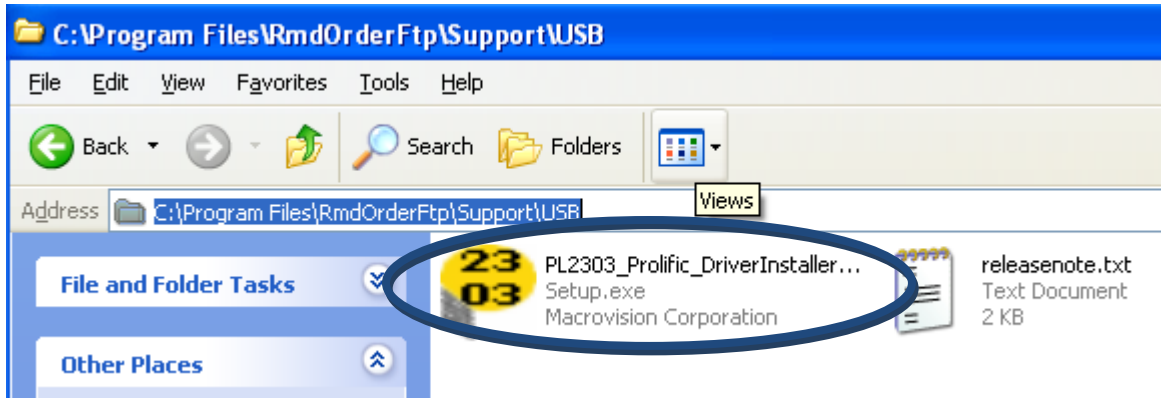 C:\Program Files\RmdOrderFtp\Support\USB
File Edit View Favorites Tools Help
Back Search Folders
Views
Address C:\Program Files\RmdOrderFtp\Support\USB
File and Folder Tasks
Other Places
23
03
PL2303_Prolific_DriverInstaller...
Setup.exe
Macrovision Corporation
releasenote.txt
Text Document
2 KB